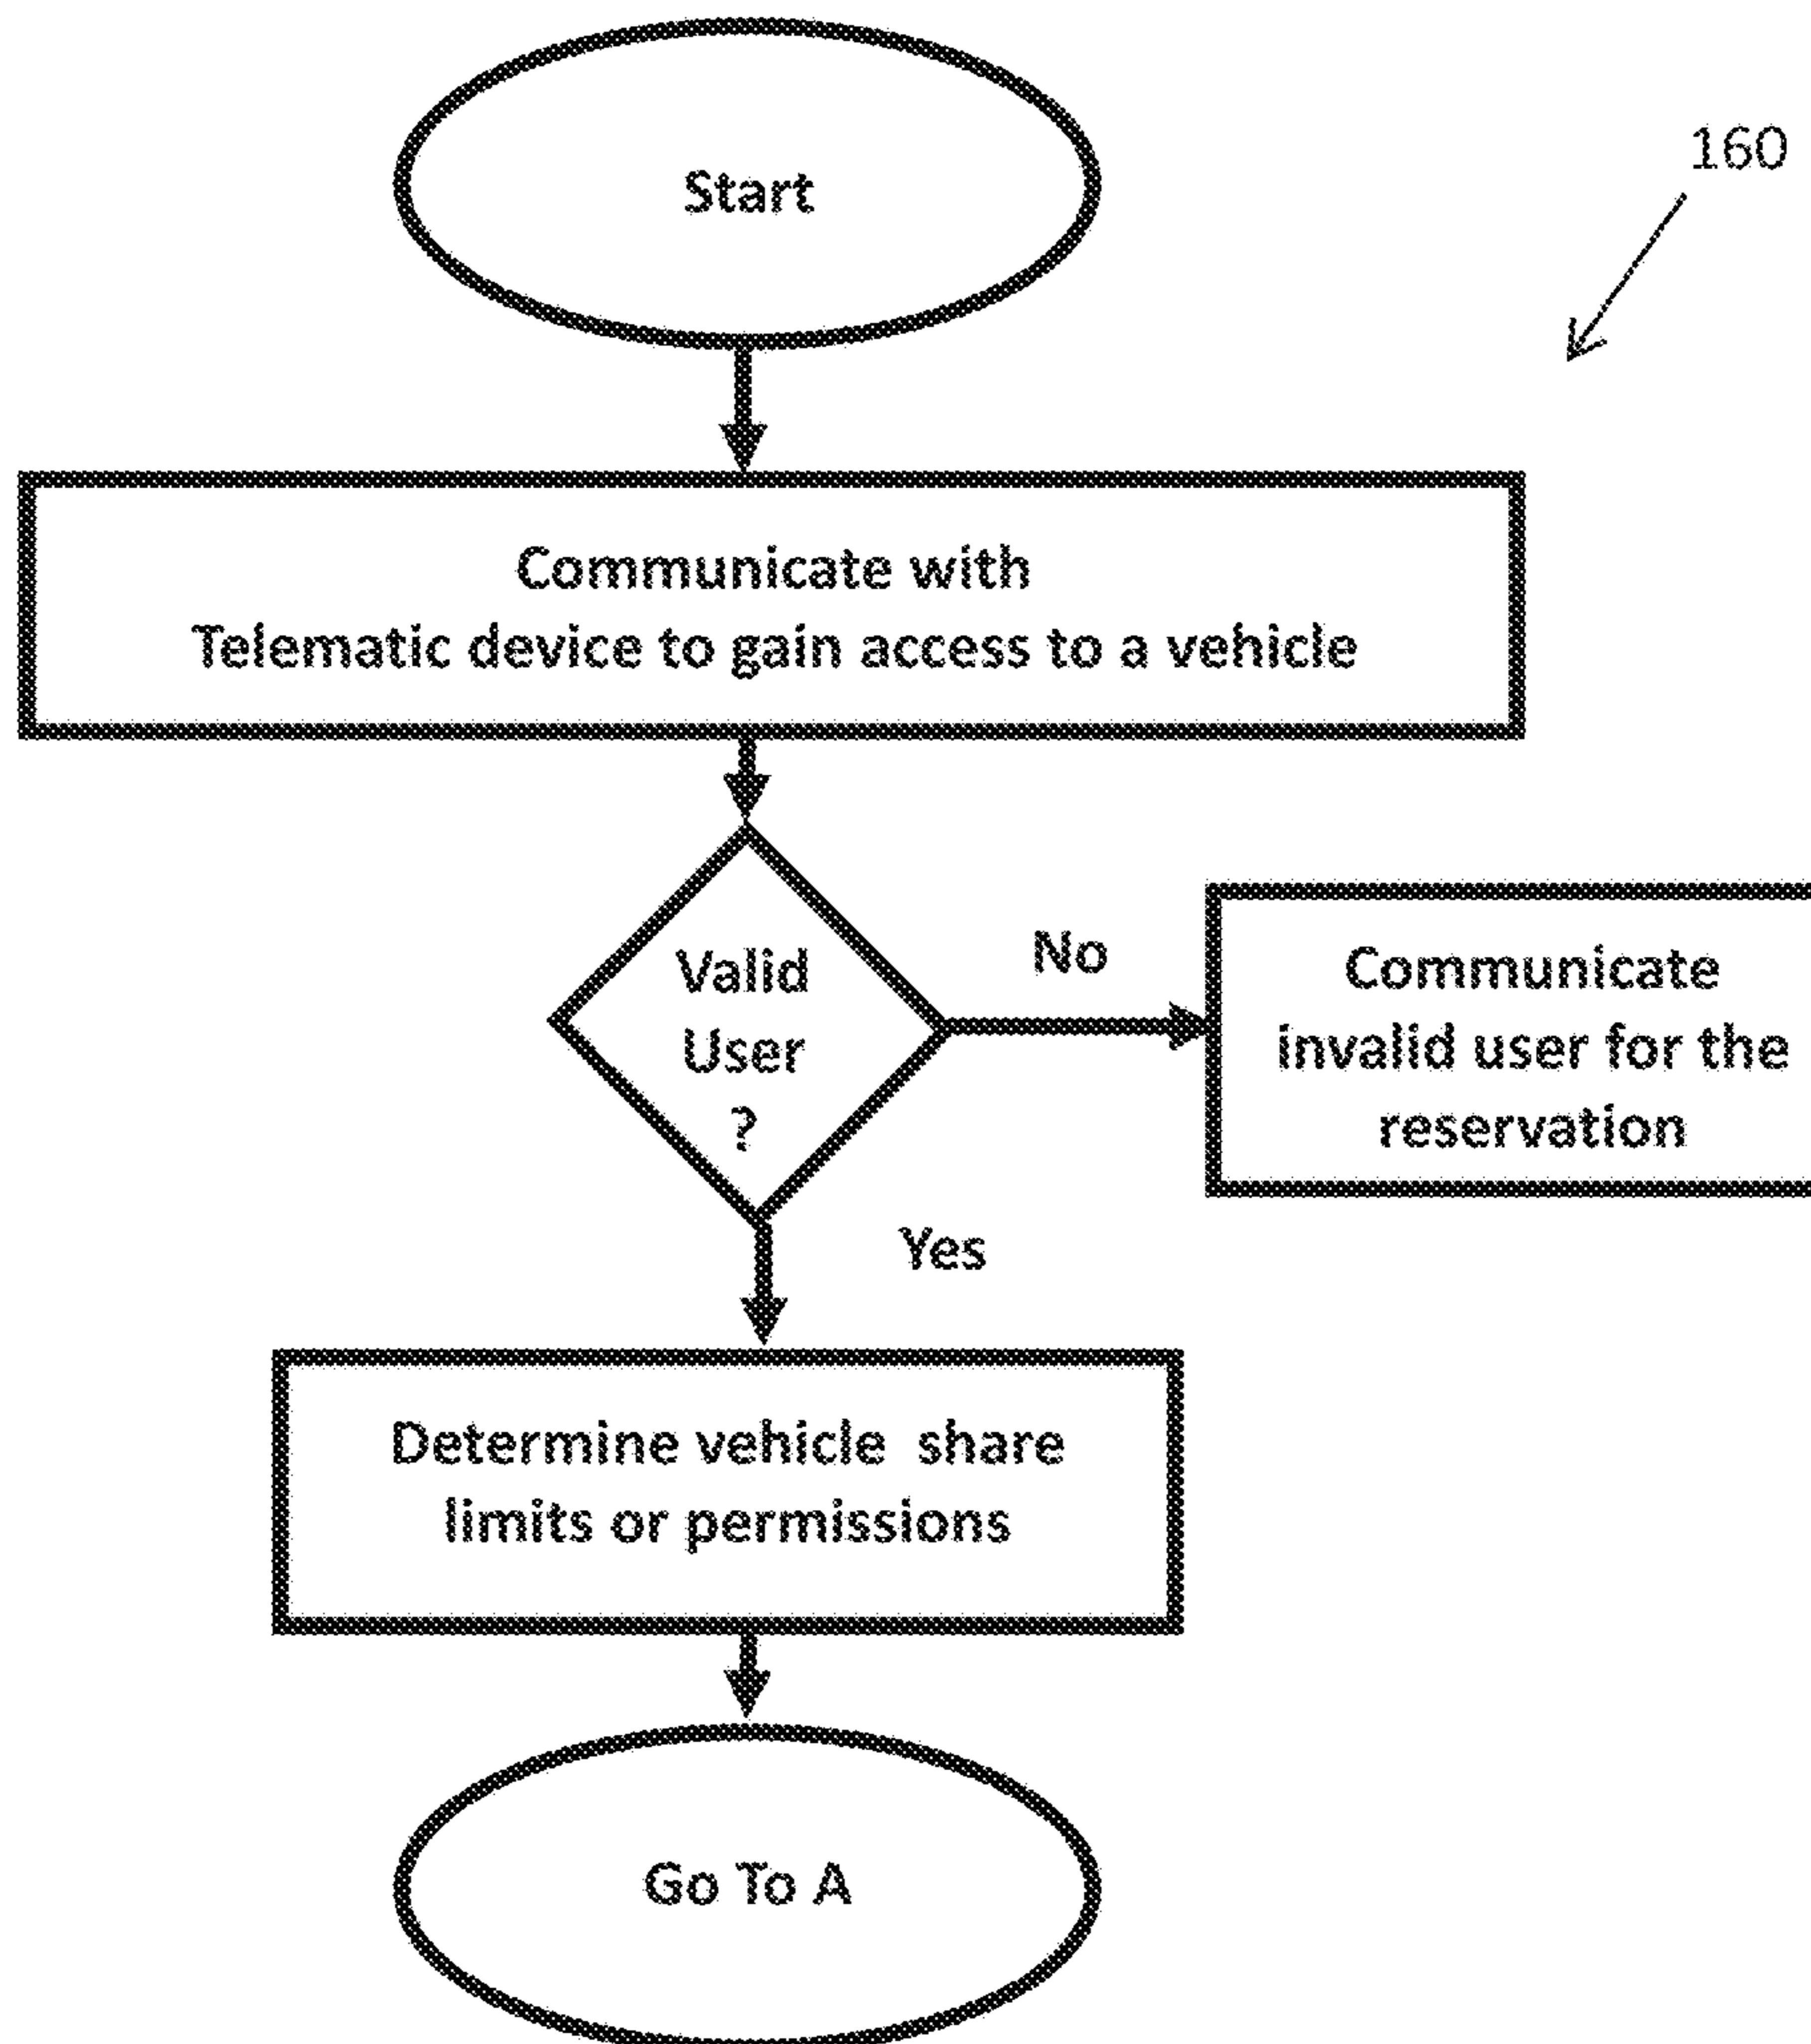 Start
160
Communicate with
Telematic device to gain access to a vehicle
Valid
User
?
No
Communicate
invalid user for the
reservation
Yes
Determine vehicle share
limits or permissions
Go To A